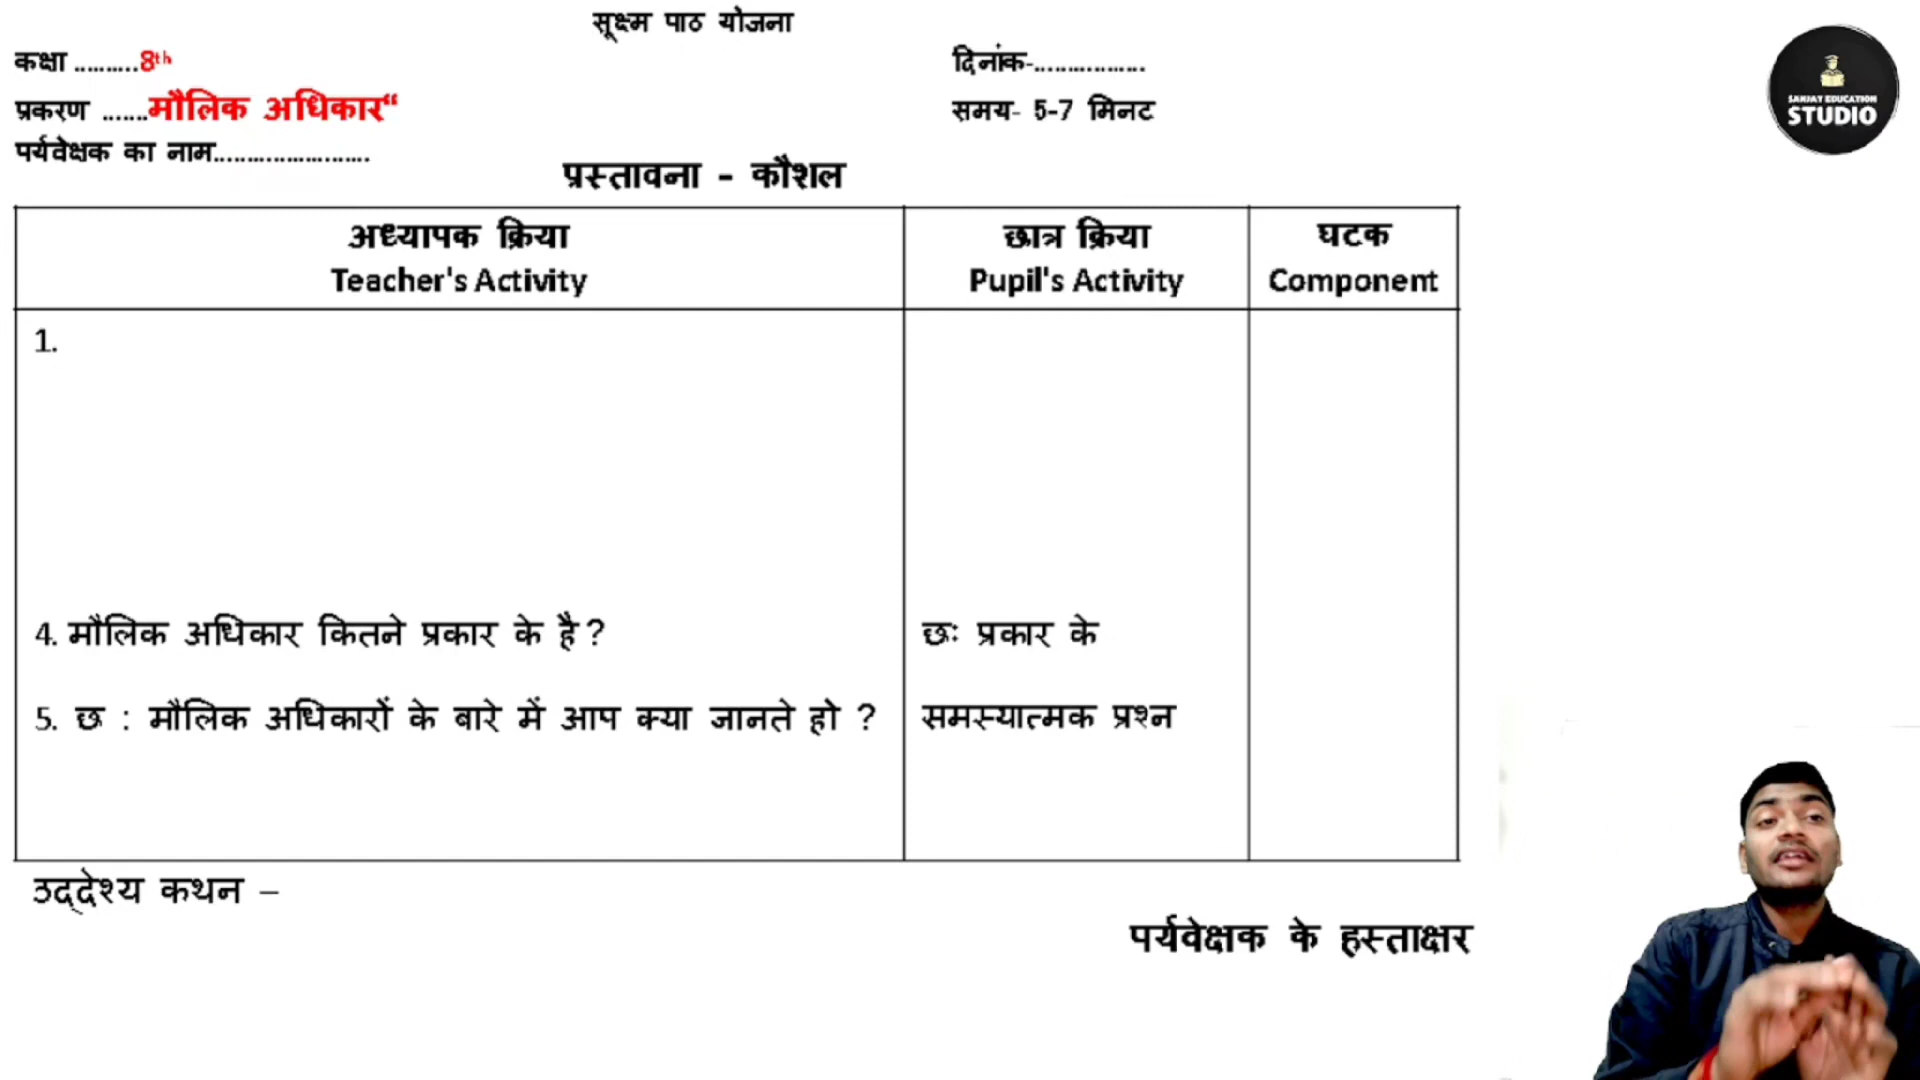 सूक्ष्म पाठ योजना
कक्षा ..........8th
दिनांक-.................
प्रकरण .......मौलिक अधिकार“
समय- 5-7 मिनट
पर्यवेक्षक का नाम........................
SANJAY EDUCATION
STUDIO
प्रस्तावना - कौशल
अध्यापक क्रिया
Teacher's Activity
छात्र क्रिया
Pupil's Activity
घटक
Component
1.
4. मौलिक अधिकार कितने प्रकार के है ?
छः प्रकार के
5. छ : मौलिक अधिकारों के बारे में आप क्या जानते हो ?
समस्यात्मक प्रश्न
उद्‌देश्य कथन –
पर्यवेक्षक के हस्ताक्षर